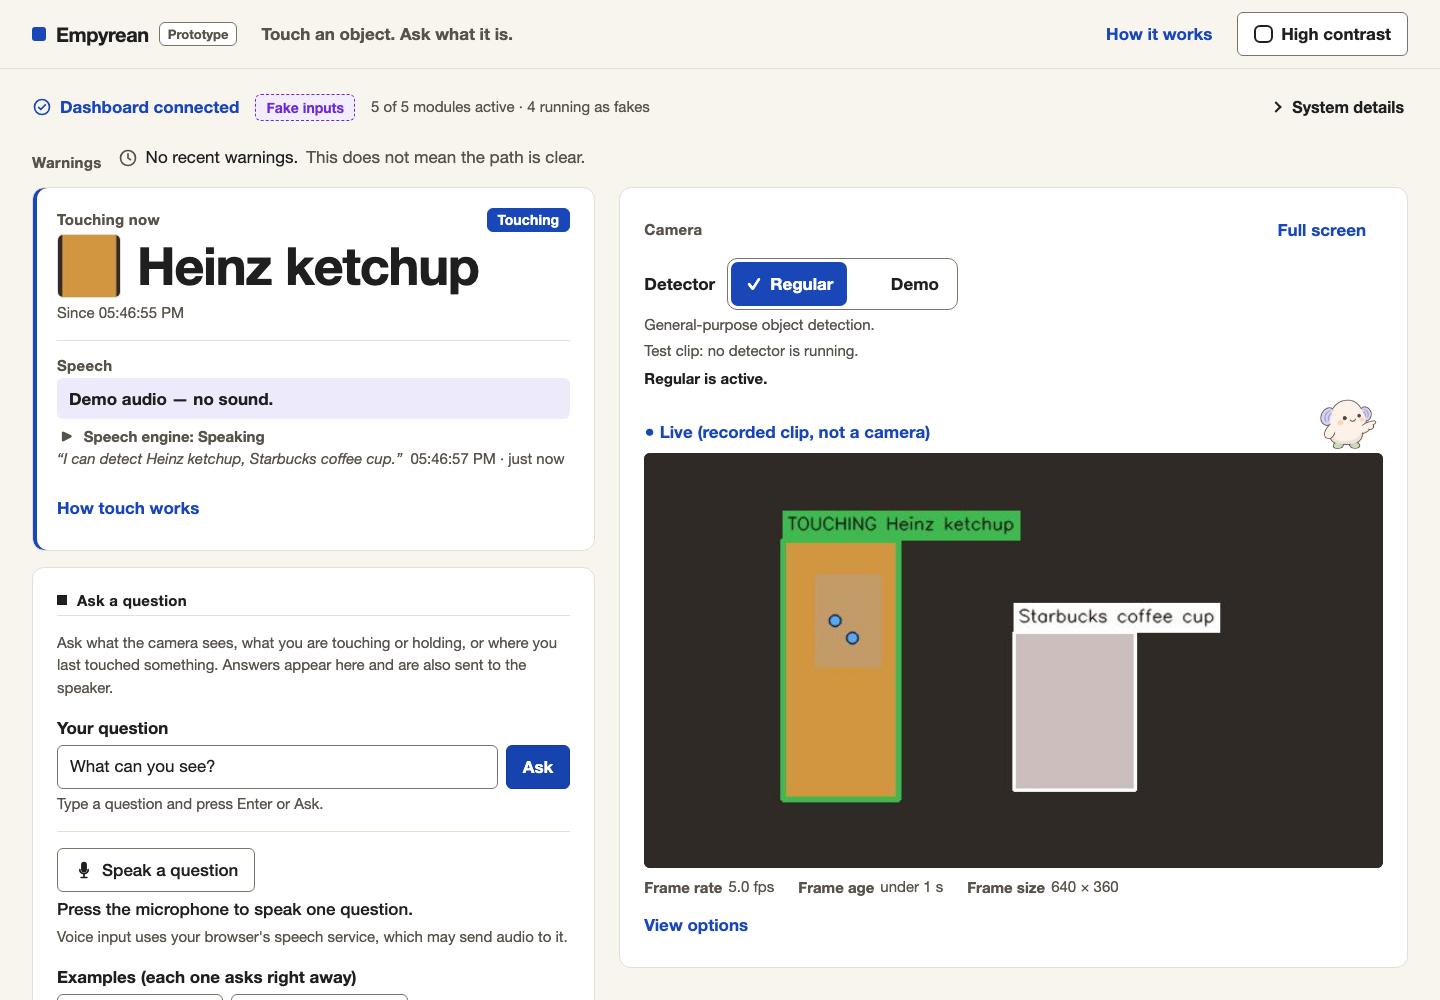 Empyrean
Prototype
Touch an object. Ask what it is.
How it works
High contrast
Dashboard connected
Fake inputs
5 of 5 modules active · 4 running as fakes
System details
Warnings
No recent warnings. This does not mean the path is clear.
Touching now
Touching
Heinz ketchup
Since 05:46:55 PM
Speech
Demo audio — no sound.
Speech engine: Speaking
“I can detect Heinz ketchup, Starbucks coffee cup.” 05:46:57 PM · just now
How touch works
Ask a question
Ask what the camera sees, what you are touching or holding, or where you
last touched something. Answers appear here and are also sent to the
speaker.
Your question
What can you see?
Ask
Type a question and press Enter or Ask.
Speak a question
Press the microphone to speak one question.
Voice input uses your browser's speech service, which may send audio to it.
Examples (each one asks right away)
Camera
Full screen
Detector
Regular
Demo
General-purpose object detection.
Test clip: no detector is running.
Regular is active.
Live (recorded clip, not a camera)
TOUCHING Heinz ketchup
Starbucks coffee cup
Frame rate 5.0 fps
Frame age under 1 s
Frame size 640 × 360
View options